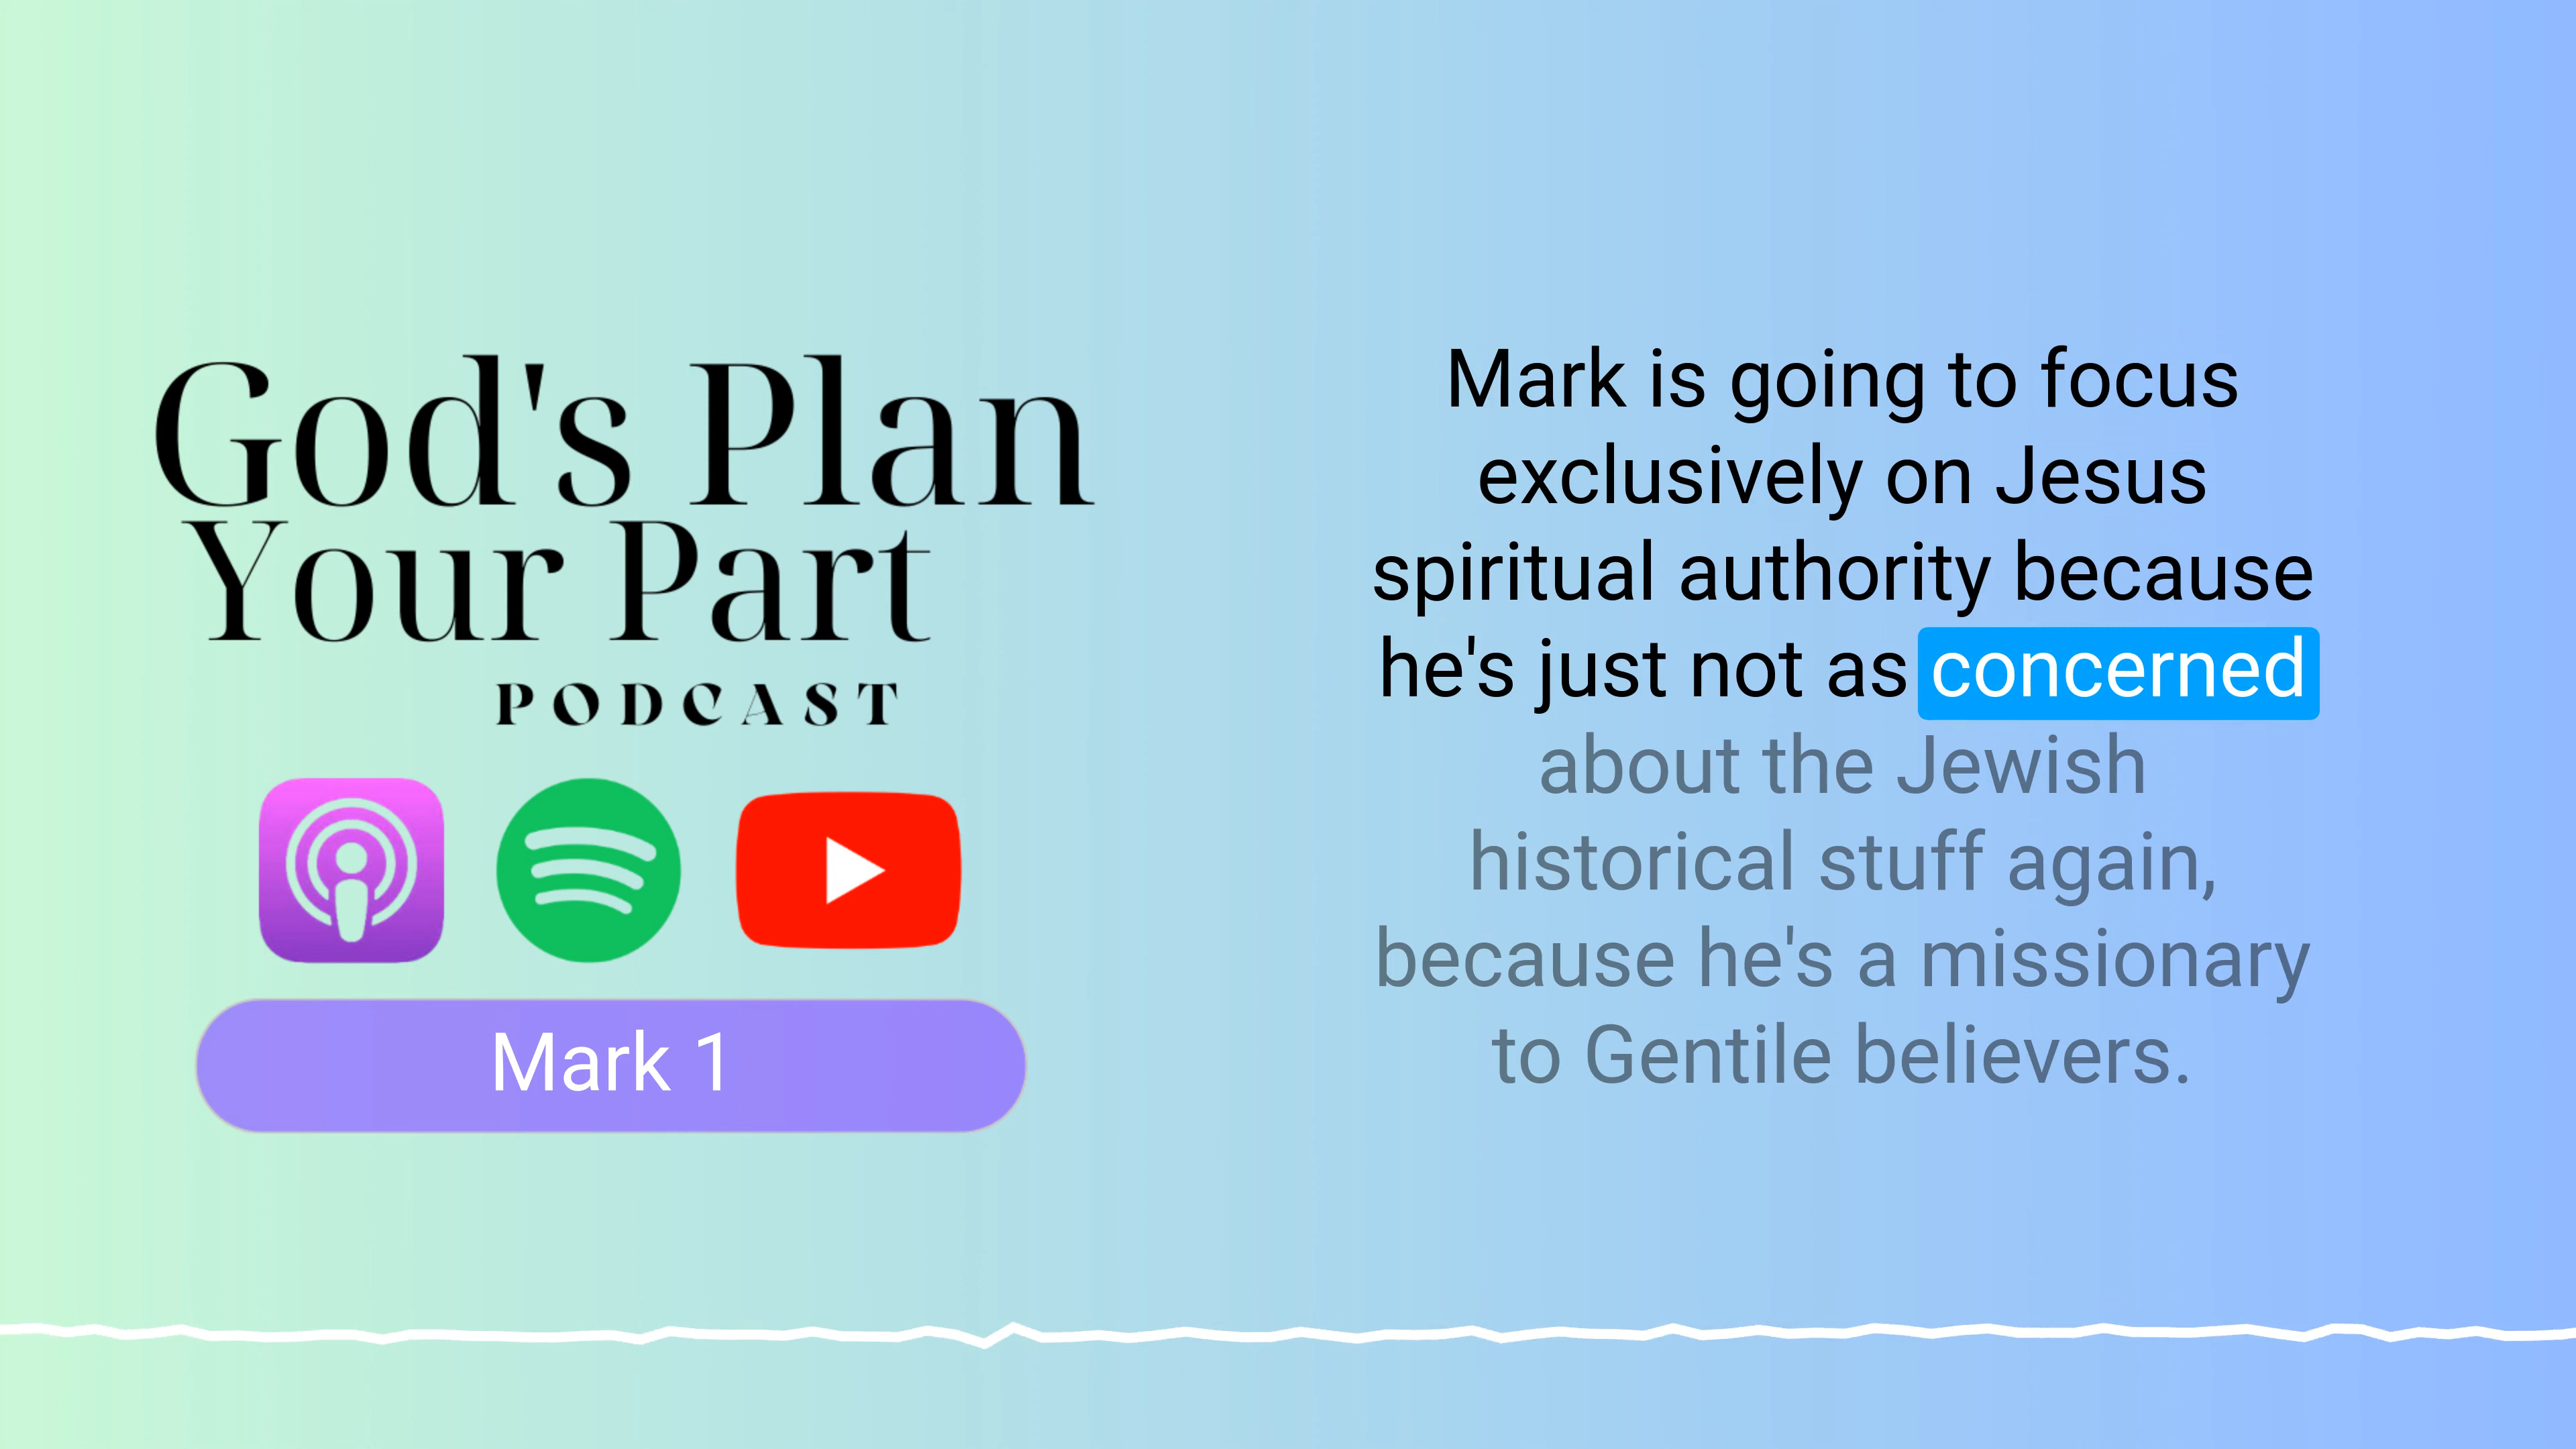 God's Plan
Your Part
PODCAST
Mark 1
Mark is going to focus
exclusively on Jesus
spiritual authority because
he's just not as concerned
about the Jewish
historical stuff again,
because he's a missionary
to Gentile believers.